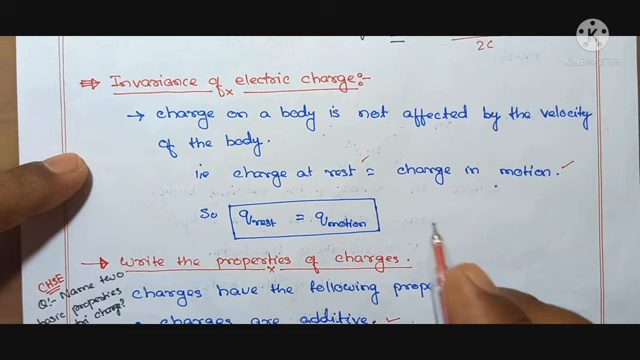 2C
K
KINEMASTER
⇒ Invariance of electric charge:-
→ charge on a body is not affected by the velocity
of the body.
i.e charge at rest = charge in motion.
So q_rest = q_motion
→ Write the properties of charges.
CHSE
Q:- Name two
basic properties
charge?
charges have the following
charges are additive.